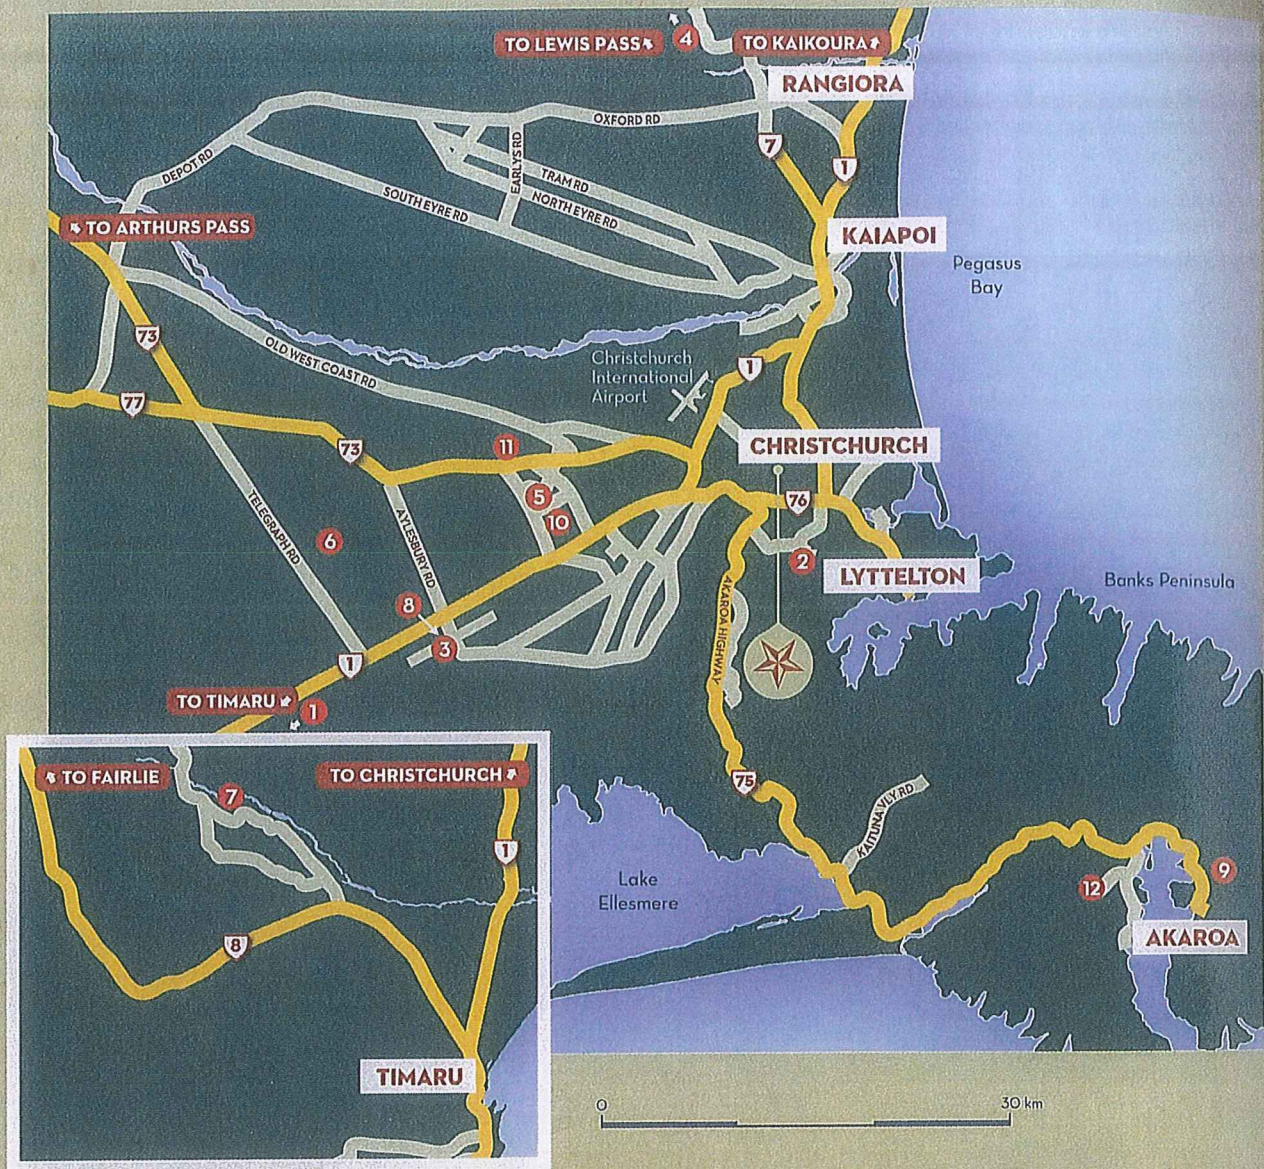 TO LEWIS PASS
4
TO KAIKOURA
RANGIORA
OXFORD RD
7
1
DEPOT RD
EARLYS RD
TRAM RD
NORTH EYRE RD
SOUTH EYRE RD
TO ARTHURS PASS
KAIAPOI
Pegasus
Bay
73
OLD WEST COAST RD
Christchurch
International
Airport
1
77
73
11
CHRISTCHURCH
5
10
76
TELEGRAPH RD
6
AYLESBURY RD
2
LYTTELTON
Banks Peninsula
8
AKAROA HIGHWAY
3
1
TO TIMARU
1
75
KAITUNA VLY RD
Lake
Ellesmere
12
9
AKAROA
TO FAIRLIE
TO CHRISTCHURCH
7
1
8
TIMARU
0
30 km